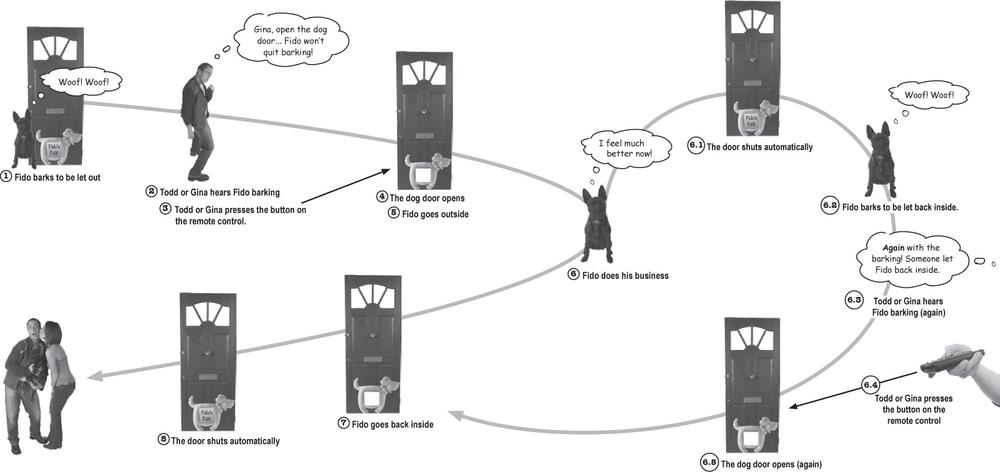 Woof! Woof!
Fido's
Exit
1 Fido barks to be let out
Gina, open the dog
door... Fido won't
quit barking!
2 Todd or Gina hears Fido barking
3 Todd or Gina presses the button on
the remote control.
4 The dog door opens
5 Fido goes outside
I feel much
better now!
6 Fido does his business
Fido's
Exit
6.1 The door shuts automatically
Woof! Woof!
6.2 Fido barks to be let back inside.
Again with the
barking! Someone let
Fido back inside.
6.3 Todd or Gina hears
Fido barking (again)
6.4
Todd or Gina presses
the button on the
remote control
6.5 The dog door opens (again)
7 Fido goes back inside
Fido's
Exit
8 The door shuts automatically